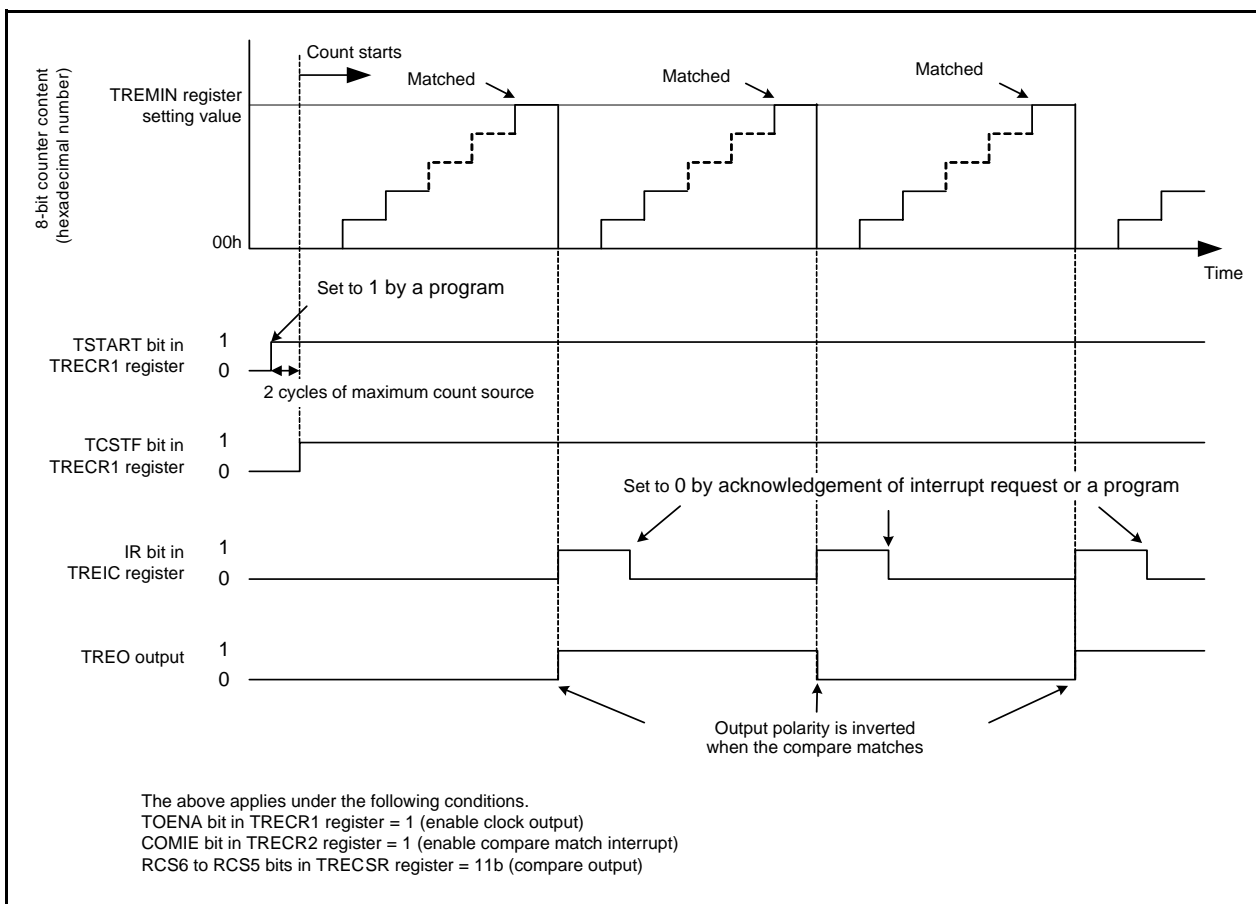 Count starts
Matched
Matched
Matched
8-bit counter content
(hexadecimal number)
TREMIN register
setting value
00h
Time
Set to 1 by a program
TSTART bit in
TRECR1 register
1
0
2 cycles of maximum count source
TCSTF bit in
TRECR1 register
1
0
Set to 0 by acknowledgement of interrupt request or a program
IR bit in
TREIC register
1
0
TREO output
1
0
Output polarity is inverted
when the compare matches
The above applies under the following conditions.
TOENA bit in TRECR1 register = 1 (enable clock output)
COMIE bit in TRECR2 register = 1 (enable compare match interrupt)
RCS6 to RCS5 bits in TRECSR register = 11b (compare output)